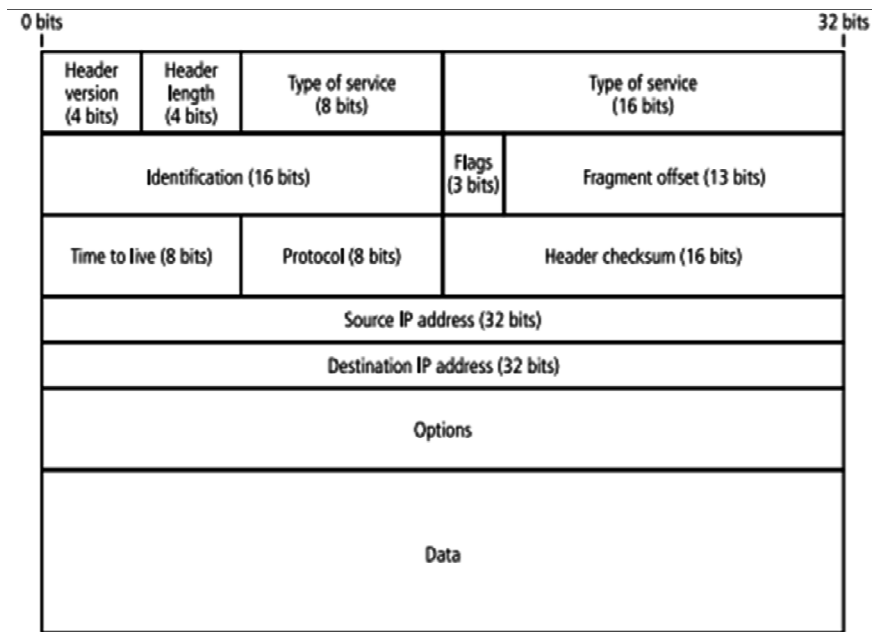 0 bits 32 bits
Header version (4 bits)
Header length (4 bits)
Type of service (8 bits)
Type of service (16 bits)
Identification (16 bits)
Flags (3 bits)
Fragment offset (13 bits)
Time to live (8 bits)
Protocol (8 bits)
Header checksum (16 bits)
Source IP address (32 bits)
Destination IP address (32 bits)
Options
Data